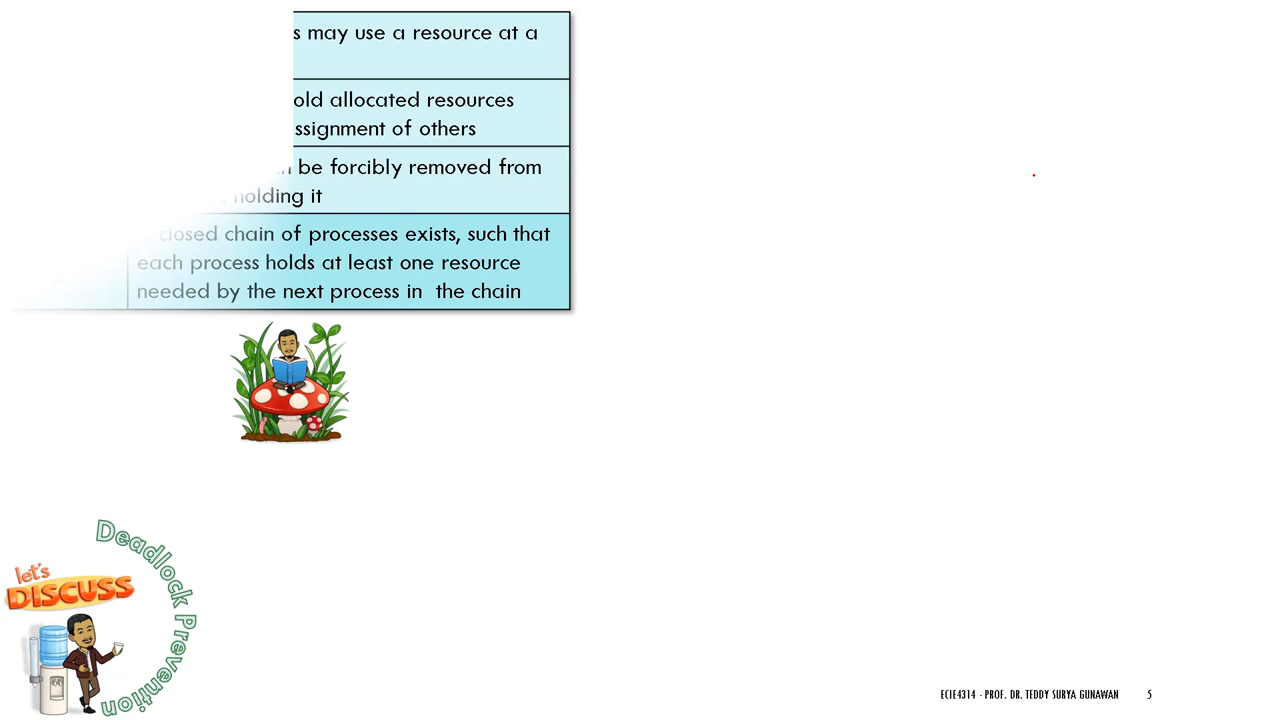 s may use a resource at a
old allocated resources
ssignment of others
be forcibly removed from
holding it
closed chain of processes exists, such that
each process holds at least one resource
needed by the next process in the chain
Deadlock Prevention
let's
DISCUSS
ECIE4314 - PROF. DR. TEDDY SURYA GUNAWAN 5